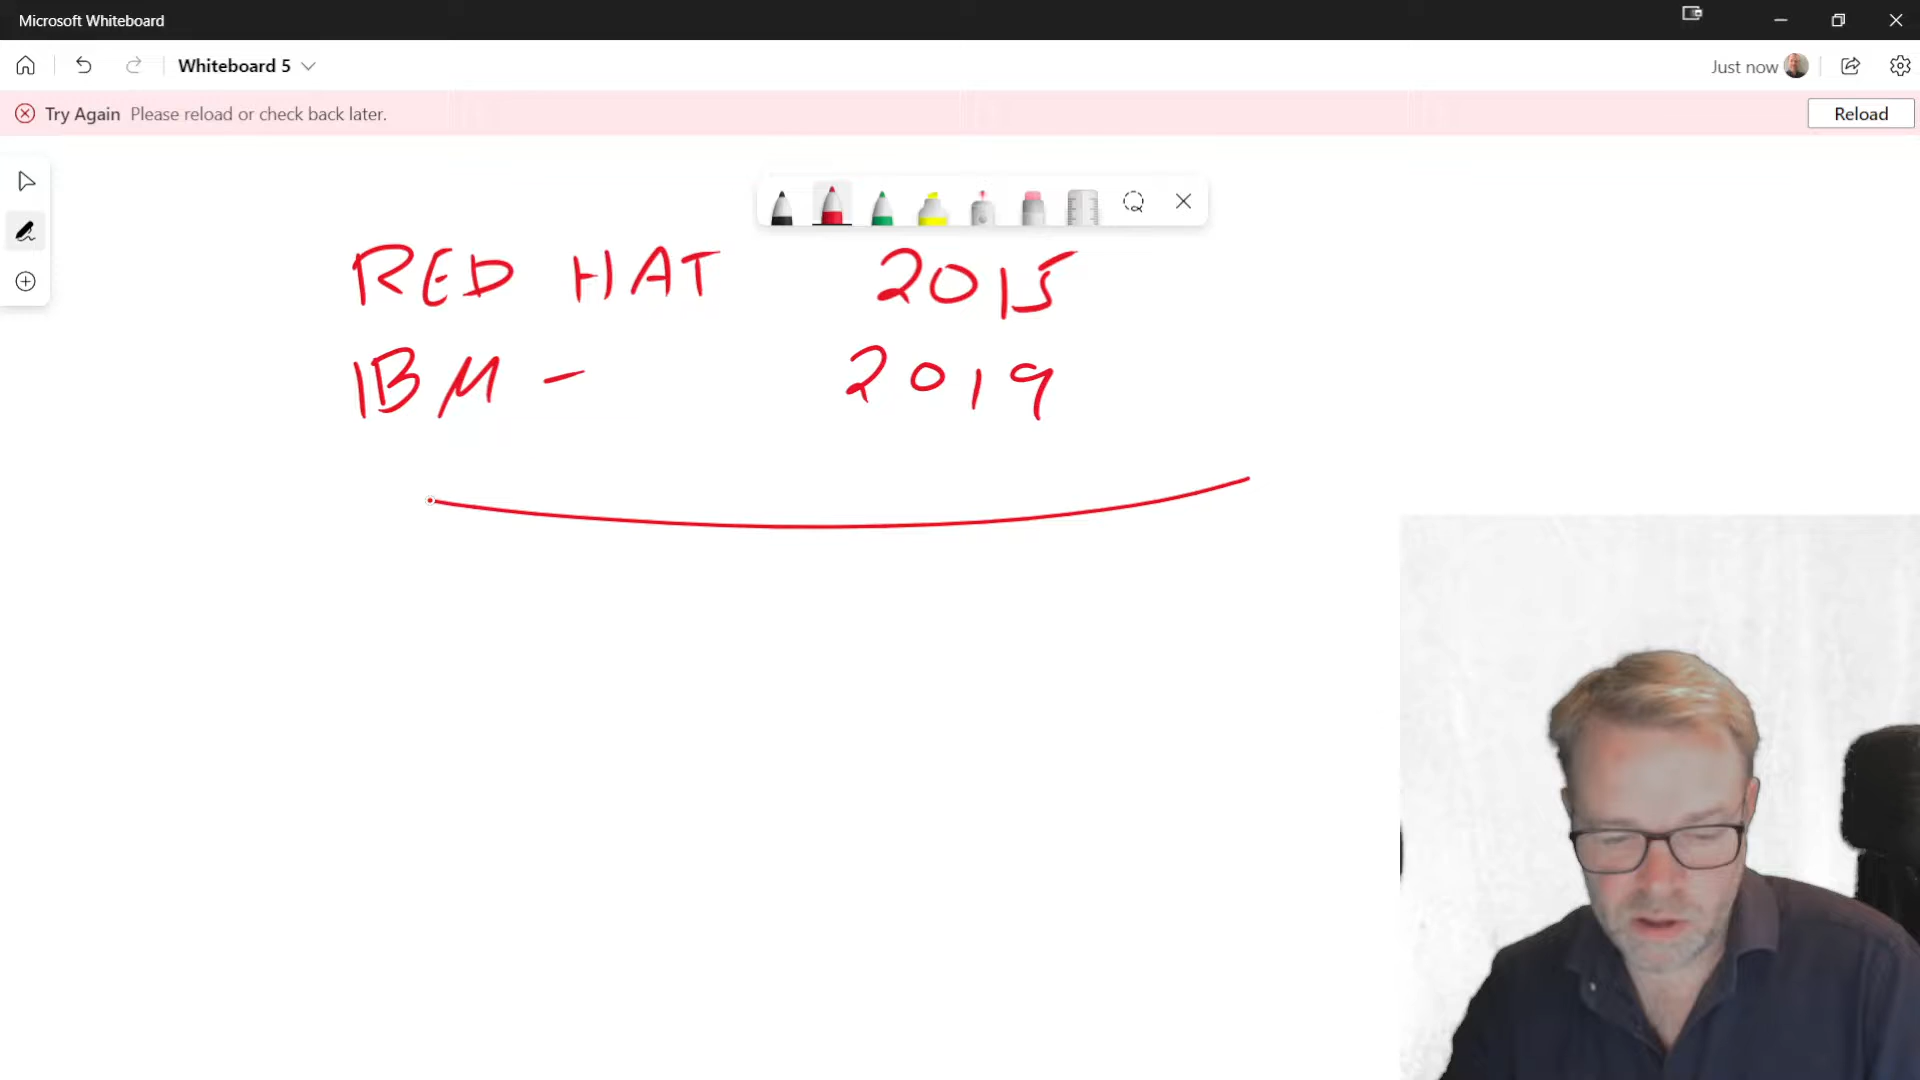 Microsoft Whiteboard
Whiteboard 5
Just now
Try Again Please reload or check back later.
Reload
RED HAT 2015
IBM - 2019